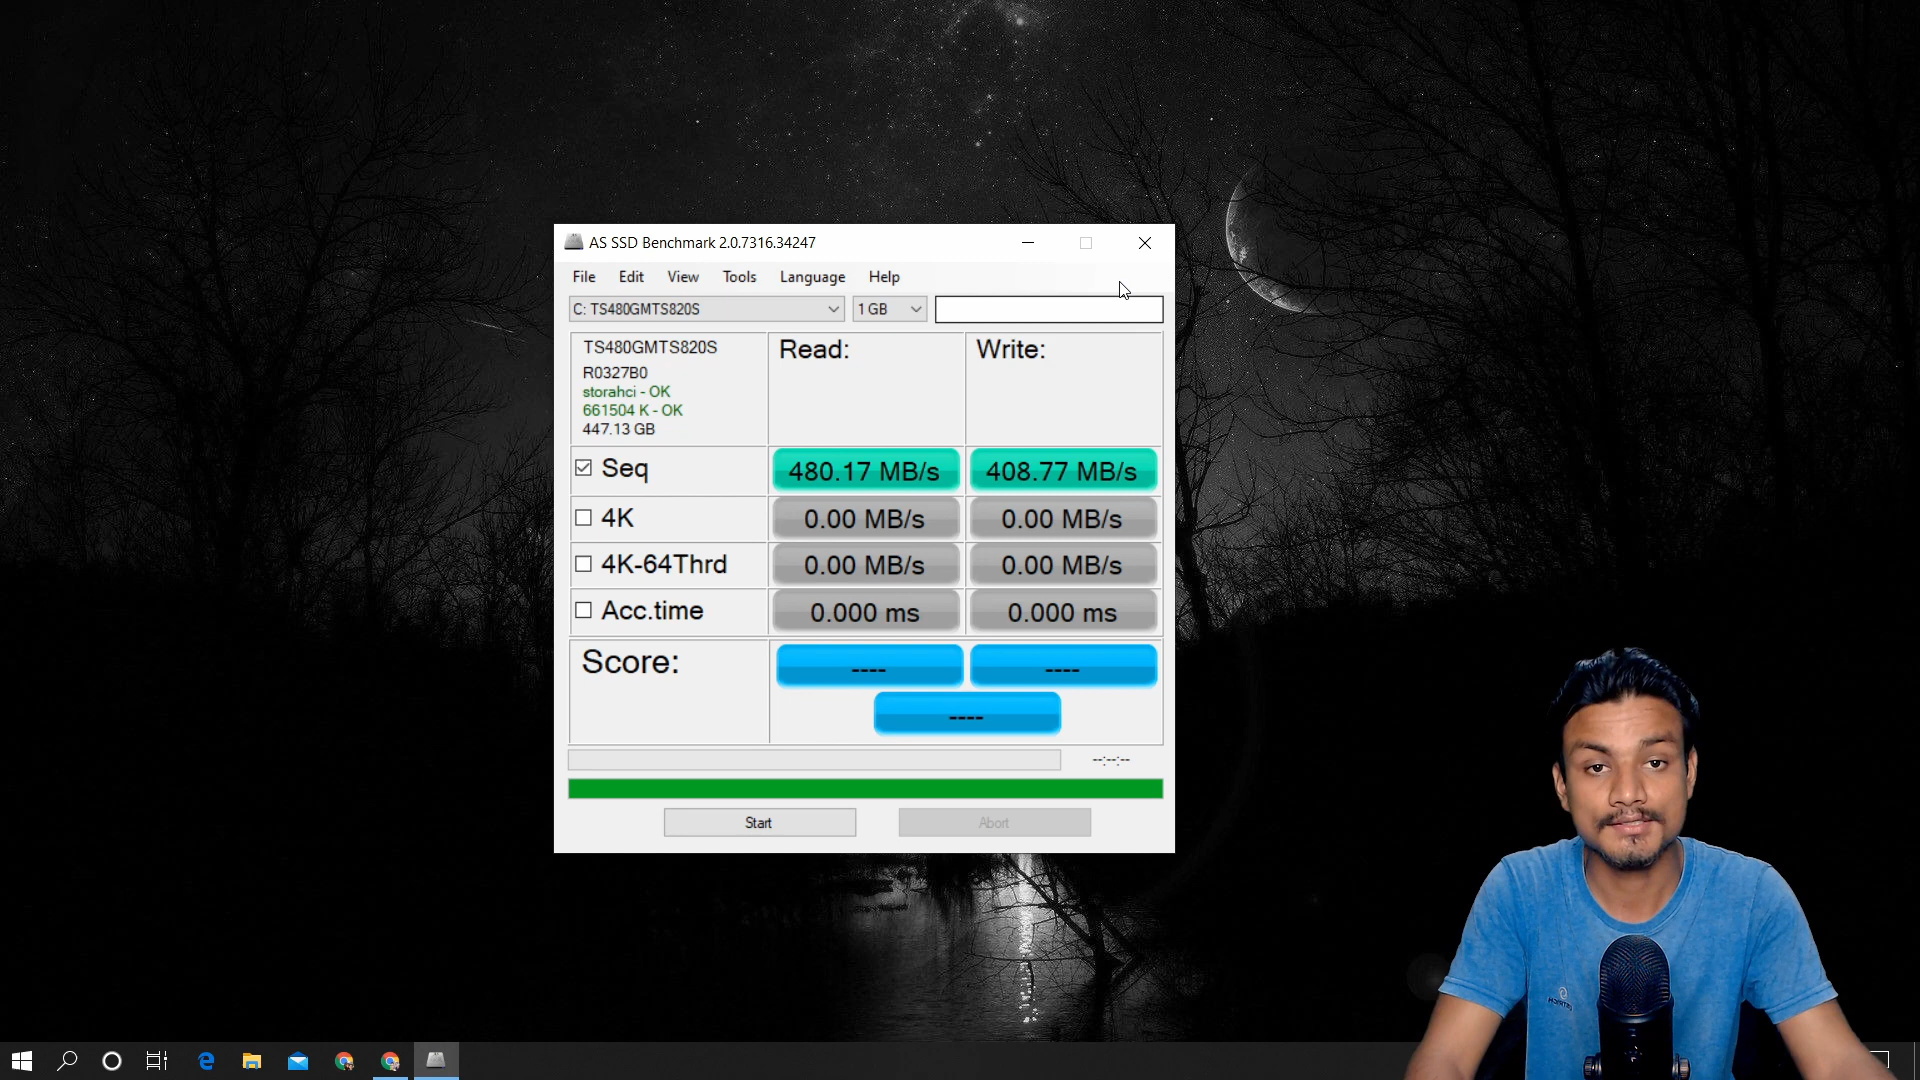 AS SSD Benchmark 2.0.7316.34247
File Edit View Tools Language Help
C: TS480GMTS820S 1 GB
TS480GMTS820S
R0327B0
storahci - OK
661504 K - OK
447.13 GB
Read: Write:
Seq 480.17 MB/s 408.77 MB/s
4K 0.00 MB/s 0.00 MB/s
4K-64Thrd 0.00 MB/s 0.00 MB/s
Acc.time 0.000 ms 0.000 ms
Score: ---- ----
----
--:--:--
Start Abort